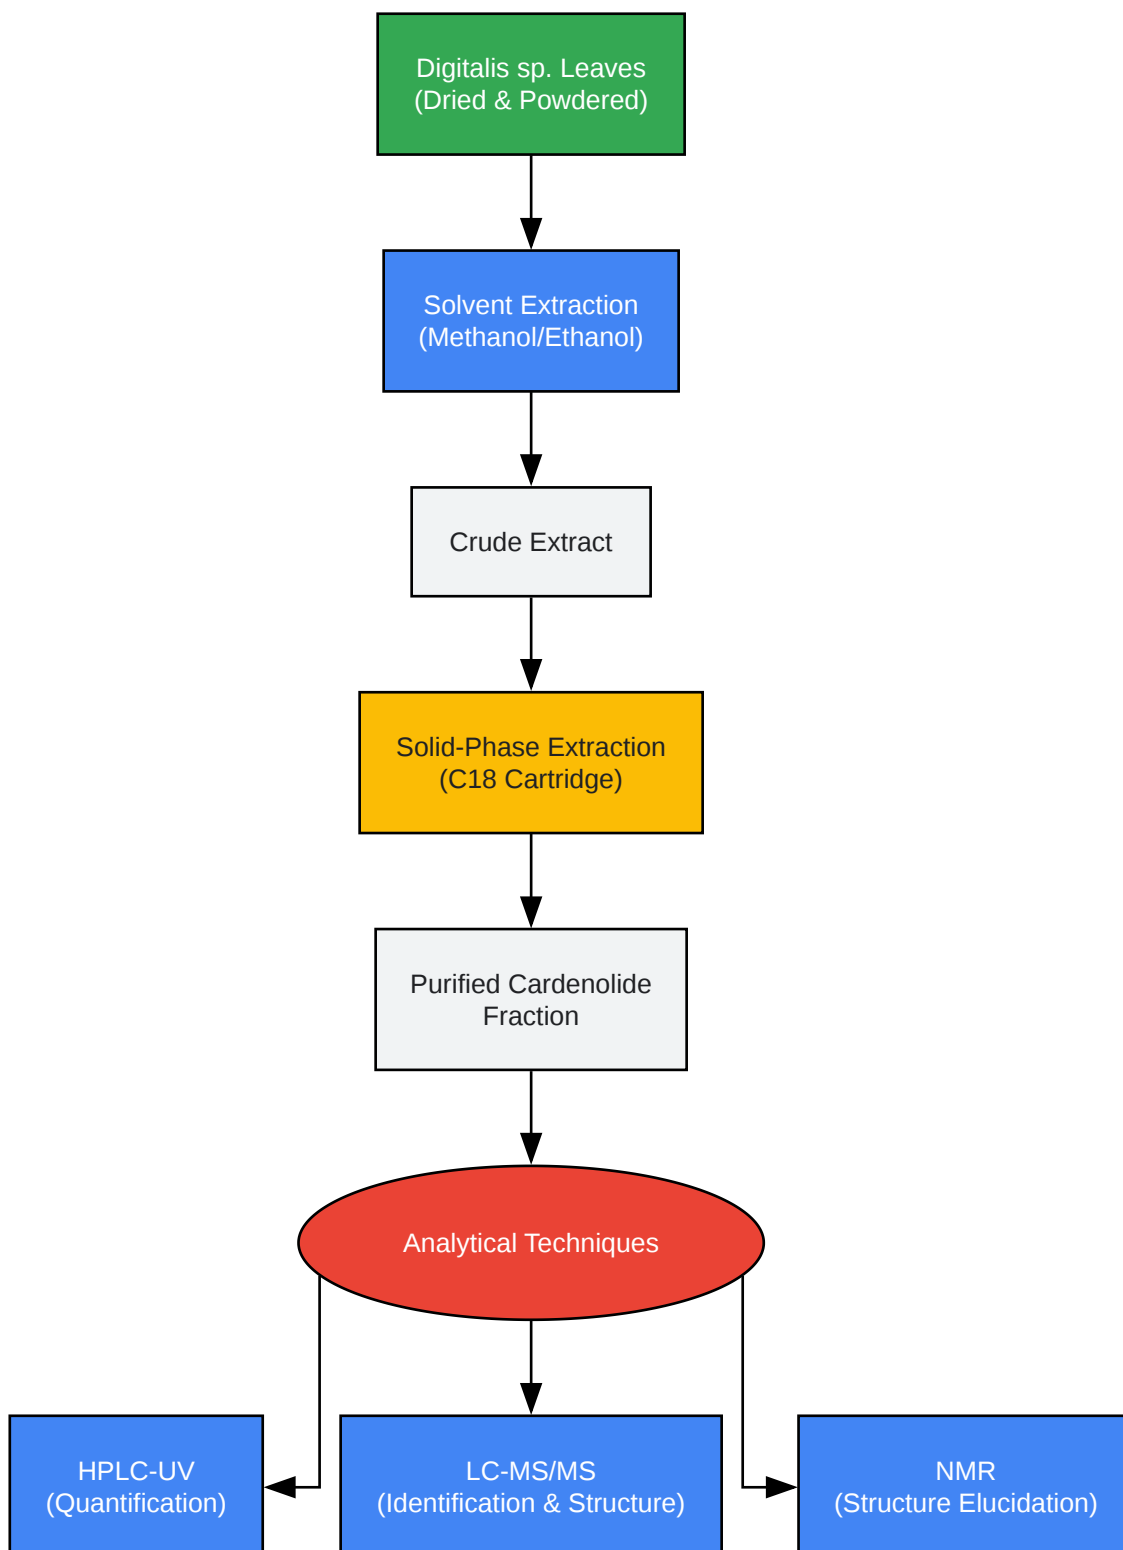 Digitalis sp. Leaves
(Dried & Powdered)
Solvent Extraction
(Methanol/Ethanol)
Crude Extract
Solid-Phase Extraction
(C18 Cartridge)
Purified Cardenolide
Fraction
Analytical Techniques
HPLC-UV
(Quantification)
LC-MS/MS
(Identification & Structure)
NMR
(Structure Elucidation)